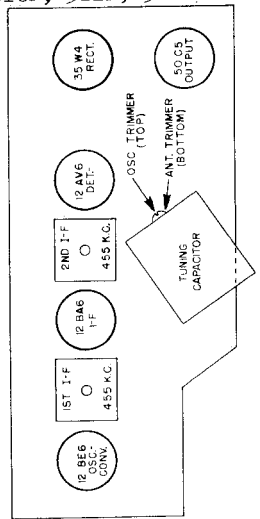 35 W4
RECT.
50 C5
OUTPUT
OSC TRIMMER
(TOP)
ANT. TRIMMER
(BOTTOM)
12 AV6
DET.-
2ND I-F
455 K.C.
TUNING
CAPACITOR
12 BA6
I-F
1ST I-F
455 K.C.
12 BE6
OSC.-
CONV.